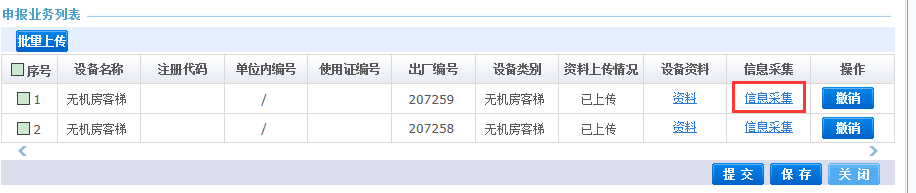 申报业务列表
批里上传
序号 设备名称 注册代码 单位内编号 使用证编号 出厂编号 设备类别 资料上传情况 设备资料 信息采集 操作
1 无机房客梯 / 207259 无机房客梯 已上传 资料 信息采集 撤销
2 无机房客梯 / 207258 无机房客梯 已上传 资料 信息采集 撤销
提交 保存 关闭